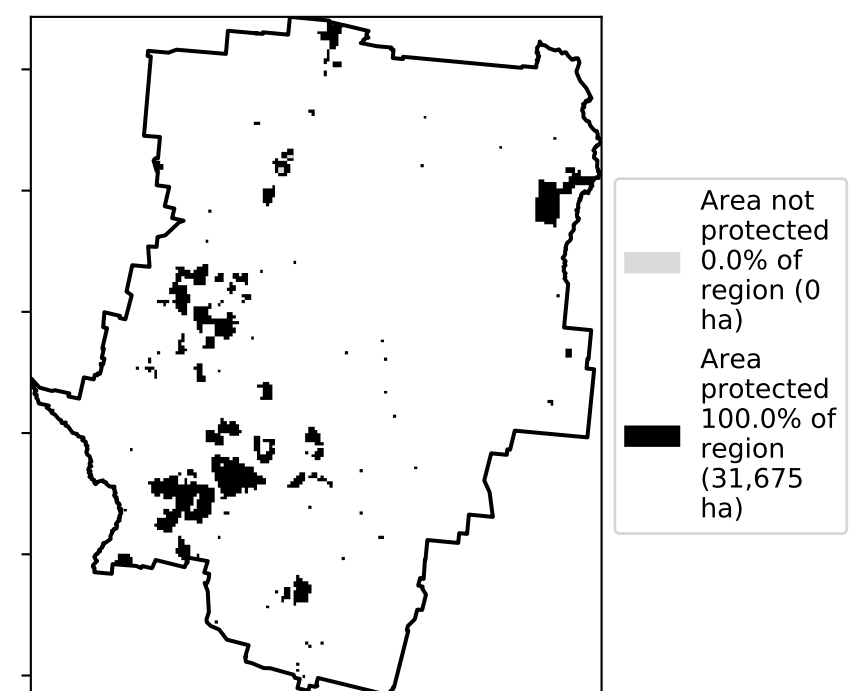 Area not
protected
0.0% of
region (0
ha)
Area
protected
100.0% of
region
(31,675
ha)